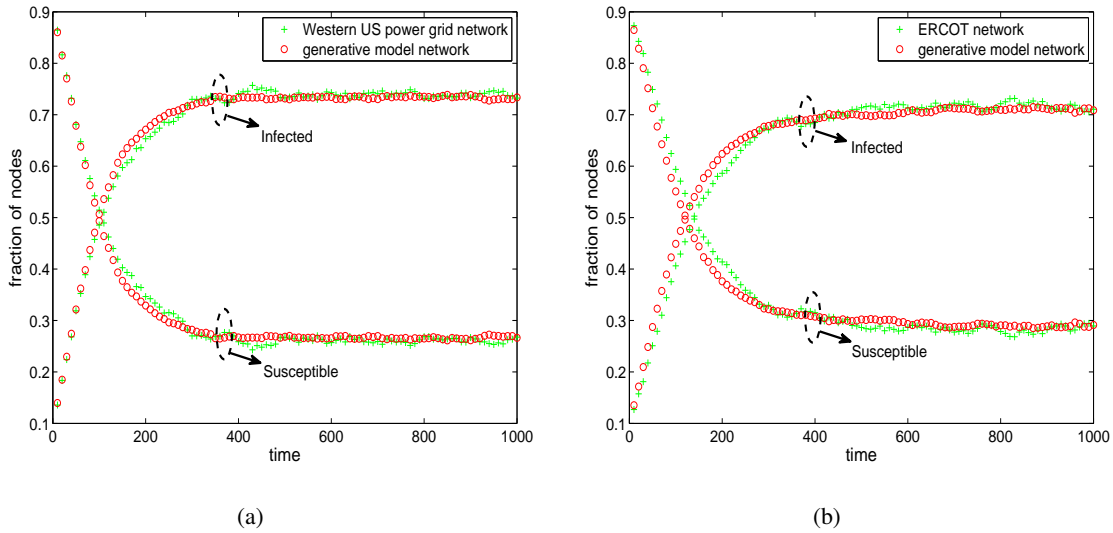 Western US power grid network
generative model network
Infected
Susceptible
fraction of nodes
0.9
0.8
0.7
0.6
0.5
0.4
0.3
0.2
0.1
0 200 400 600 800 1000
time
(a)
ERCOT network
generative model network
Infected
Susceptible
fraction of nodes
0.9
0.8
0.7
0.6
0.5
0.4
0.3
0.2
0.1
0 200 400 600 800 1000
time
(b)